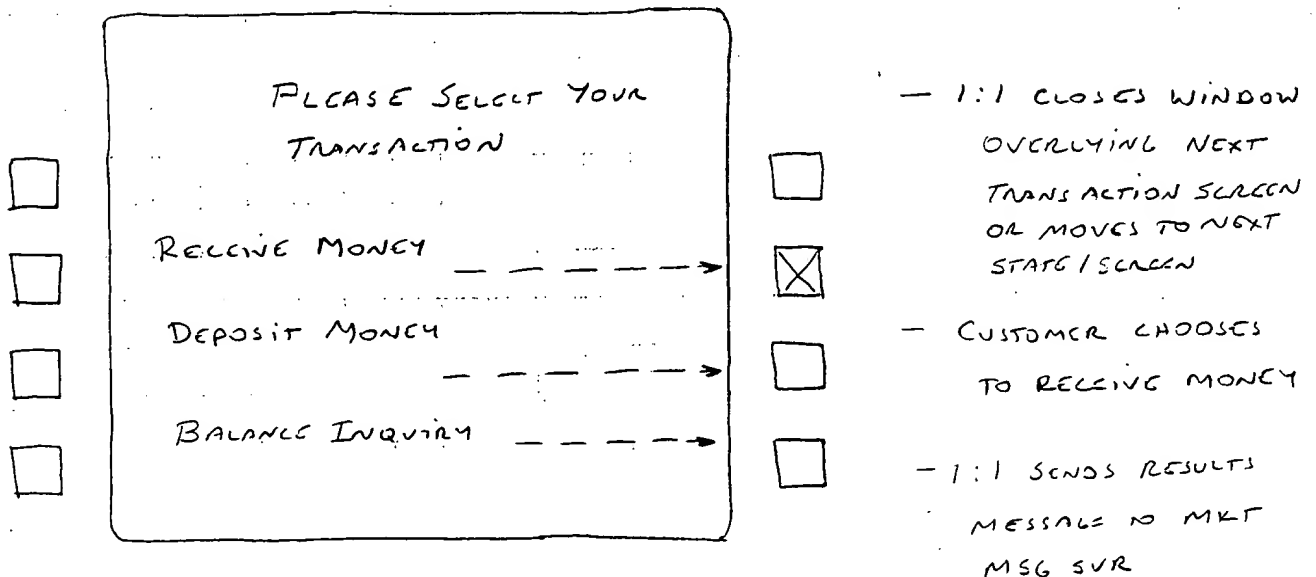 PLEASE SELECT YOUR
TRANSACTION
RECEIVE MONEY
DEPOSIT MONEY
BALANCE INQUIRY
- 1:1 CLOSES WINDOW
OVERLYING NEXT
TRANSACTION SCREEN
OR MOVES TO NEXT
STATE/SCREEN
- CUSTOMER CHOOSES
TO RECEIVE MONEY
- 1:1 SENDS RESULTS
MESSAGE TO MKT
MSG SVR